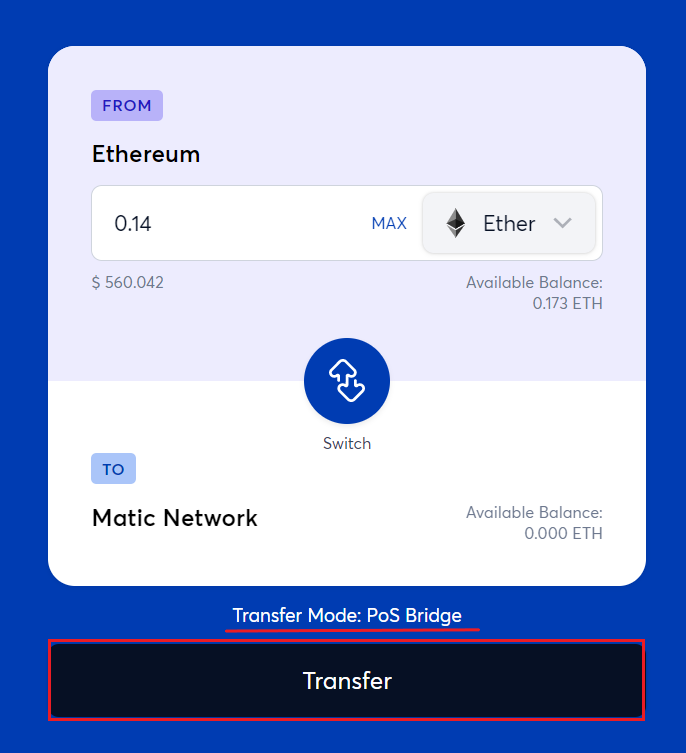 FROM
Ethereum
0.14 MAX Ether
$ 560.042 Available Balance:
0.173 ETH
Switch
TO
Matic Network Available Balance:
0.000 ETH
Transfer Mode: PoS Bridge
Transfer